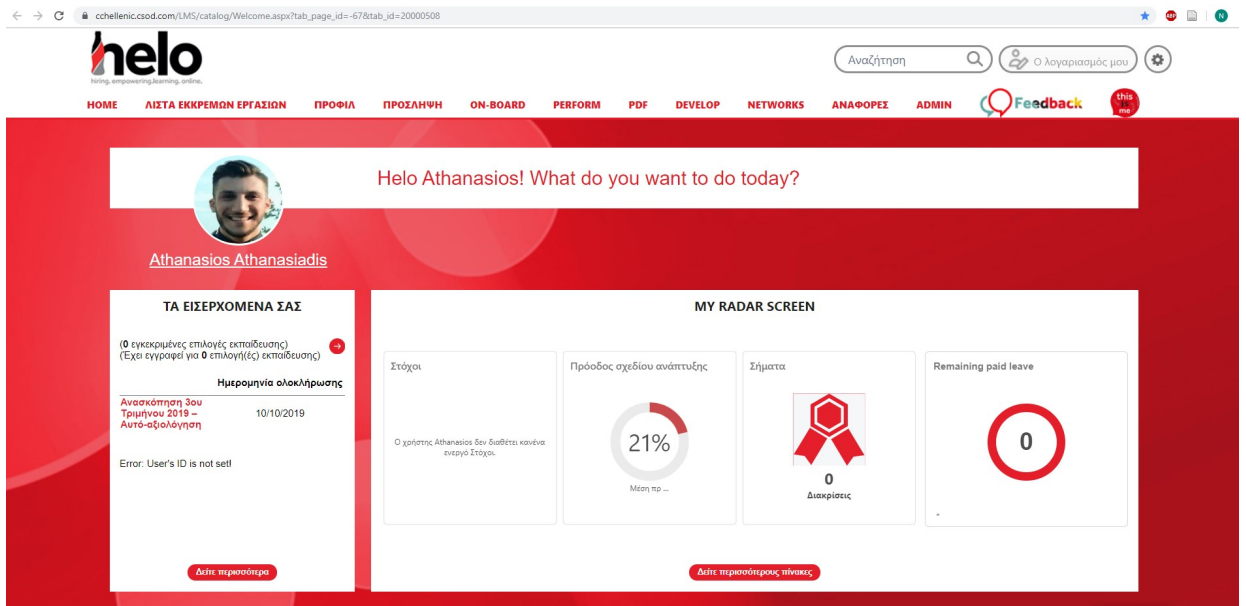 cchellenic.csod.com/LMS/catalog/Welcome.aspx?tab_page_id=-67&tab_id=20000508
ABP
N
helo
hiring, empowering, learning, online.
Αναζήτηση
Ο λογαριασμός μου
HOME ΛΙΣΤΑ ΕΚΚΡΕΜΩΝ ΕΡΓΑΣΙΩΝ ΠΡΟΦΙΛ ΠΡΟΣΛΗΨΗ ON-BOARD PERFORM PDF DEVELOP NETWORKS ΑΝΑΦΟΡΕΣ ADMIN Feedback this is me
Helo Athanasios! What do you want to do today?
Athanasios Athanasiadis
ΤΑ ΕΙΣΕΡΧΟΜΕΝΑ ΣΑΣ
(0 εγκεκριμένες επιλογές εκπαίδευσης)
(Έχει εγγραφεί για 0 επιλογή(ές) εκπαίδευσης)
Ημερομηνία ολοκλήρωσης
Ανασκόπηση 3ου
Τριμήνου 2019 – 10/10/2019
Αυτό-αξιολόγηση
Error: User's ID is not set!
Δείτε περισσότερα
MY RADAR SCREEN
Στόχοι
Ο χρήστης Athanasios δεν διαθέτει κανένα
ενεργό Στόχοι.
Πρόοδος σχεδίου ανάπτυξης
21%
Μέση πρ ...
Σήματα
0
Διακρίσεις
Remaining paid leave
0
*
Δείτε περισσότερους πίνακες